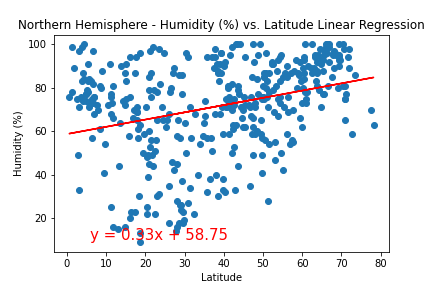 Northern Hemisphere - Humidity (%) vs. Latitude Linear Regression
100
80
60
40
20
Humidity (%)
y = 0.33x + 58.75
0 10 20 30 40 50 60 70 80
Latitude